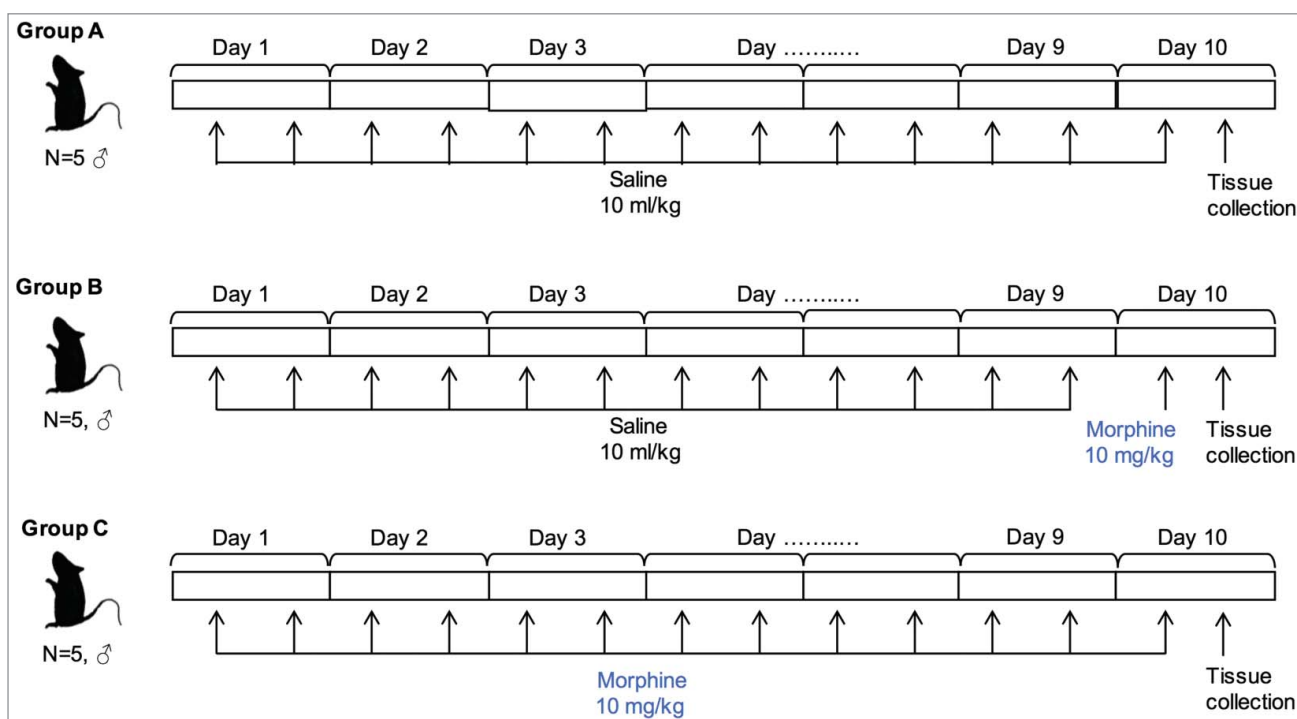 Group A
Day 1 Day 2 Day 3 Day ........... Day 9 Day 10
N=5 ♂
Saline
10 ml/kg
Tissue
collection
Group B
Day 1 Day 2 Day 3 Day ........... Day 9 Day 10
N=5, ♂
Saline
10 ml/kg
Morphine
10 mg/kg
Tissue
collection
Group C
Day 1 Day 2 Day 3 Day ........... Day 9 Day 10
N=5, ♂
Morphine
10 mg/kg
Tissue
collection